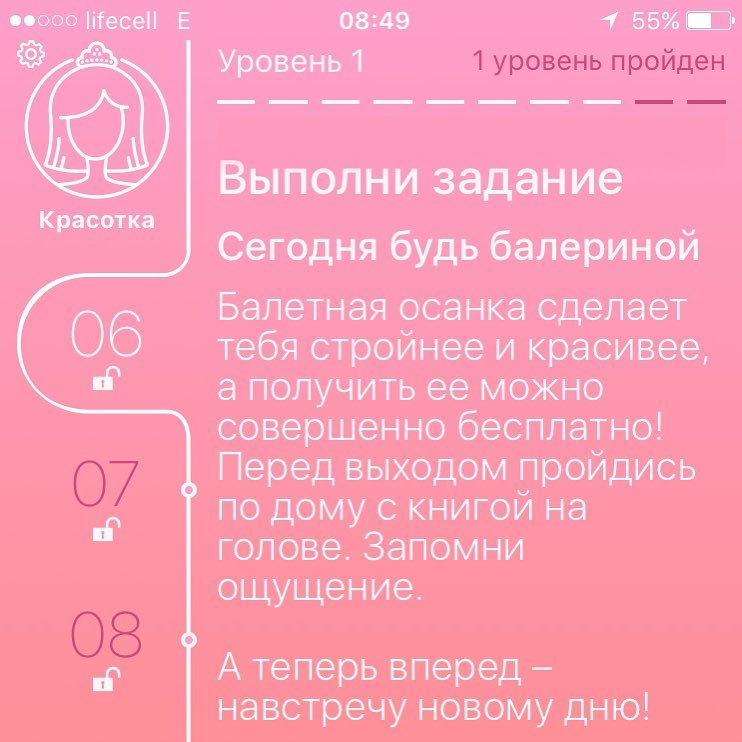 lifecell E 08:49 55%
Уровень 1 1 уровень пройден
Красотка
Выполни задание
Сегодня будь балериной
Балетная осанка сделает
тебя стройнее и красивее,
а получить ее можно
совершенно бесплатно!
Перед выходом пройдись
по дому с книгой на
голове. Запомни
ощущение.
А теперь вперед –
навстречу новому дню!
06
07
08